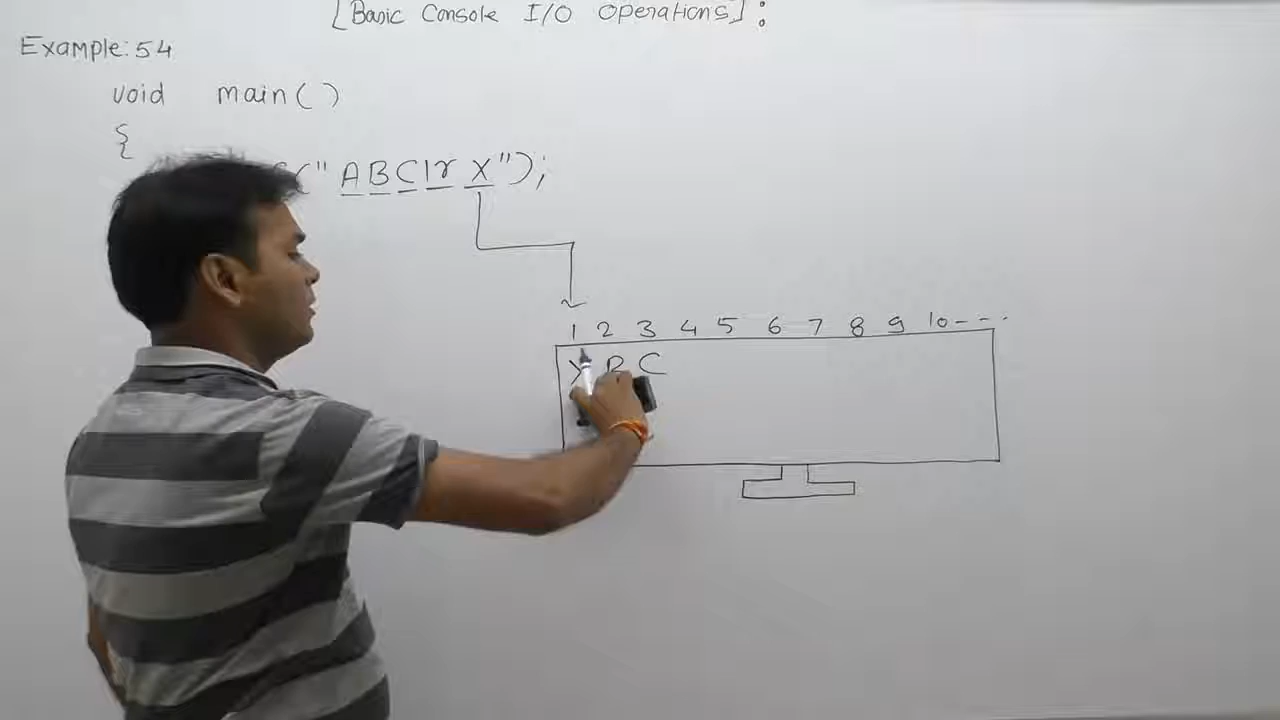 [Basic Console I/O Operations]:
Example:54
void main()
{
("ABC\r X");
1 2 3 4 5 6 7 8 9 10---
X B C